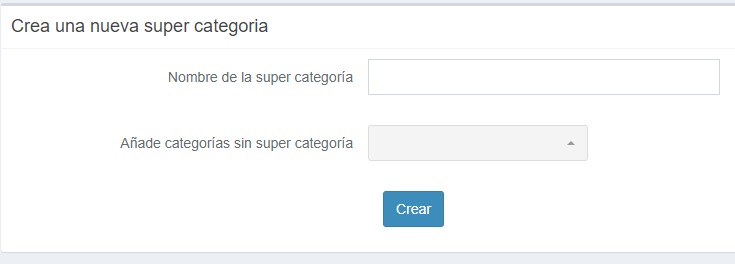 Crea una nueva super categoria
Nombre de la super categoría
Añade categorías sin super categoría
Crear